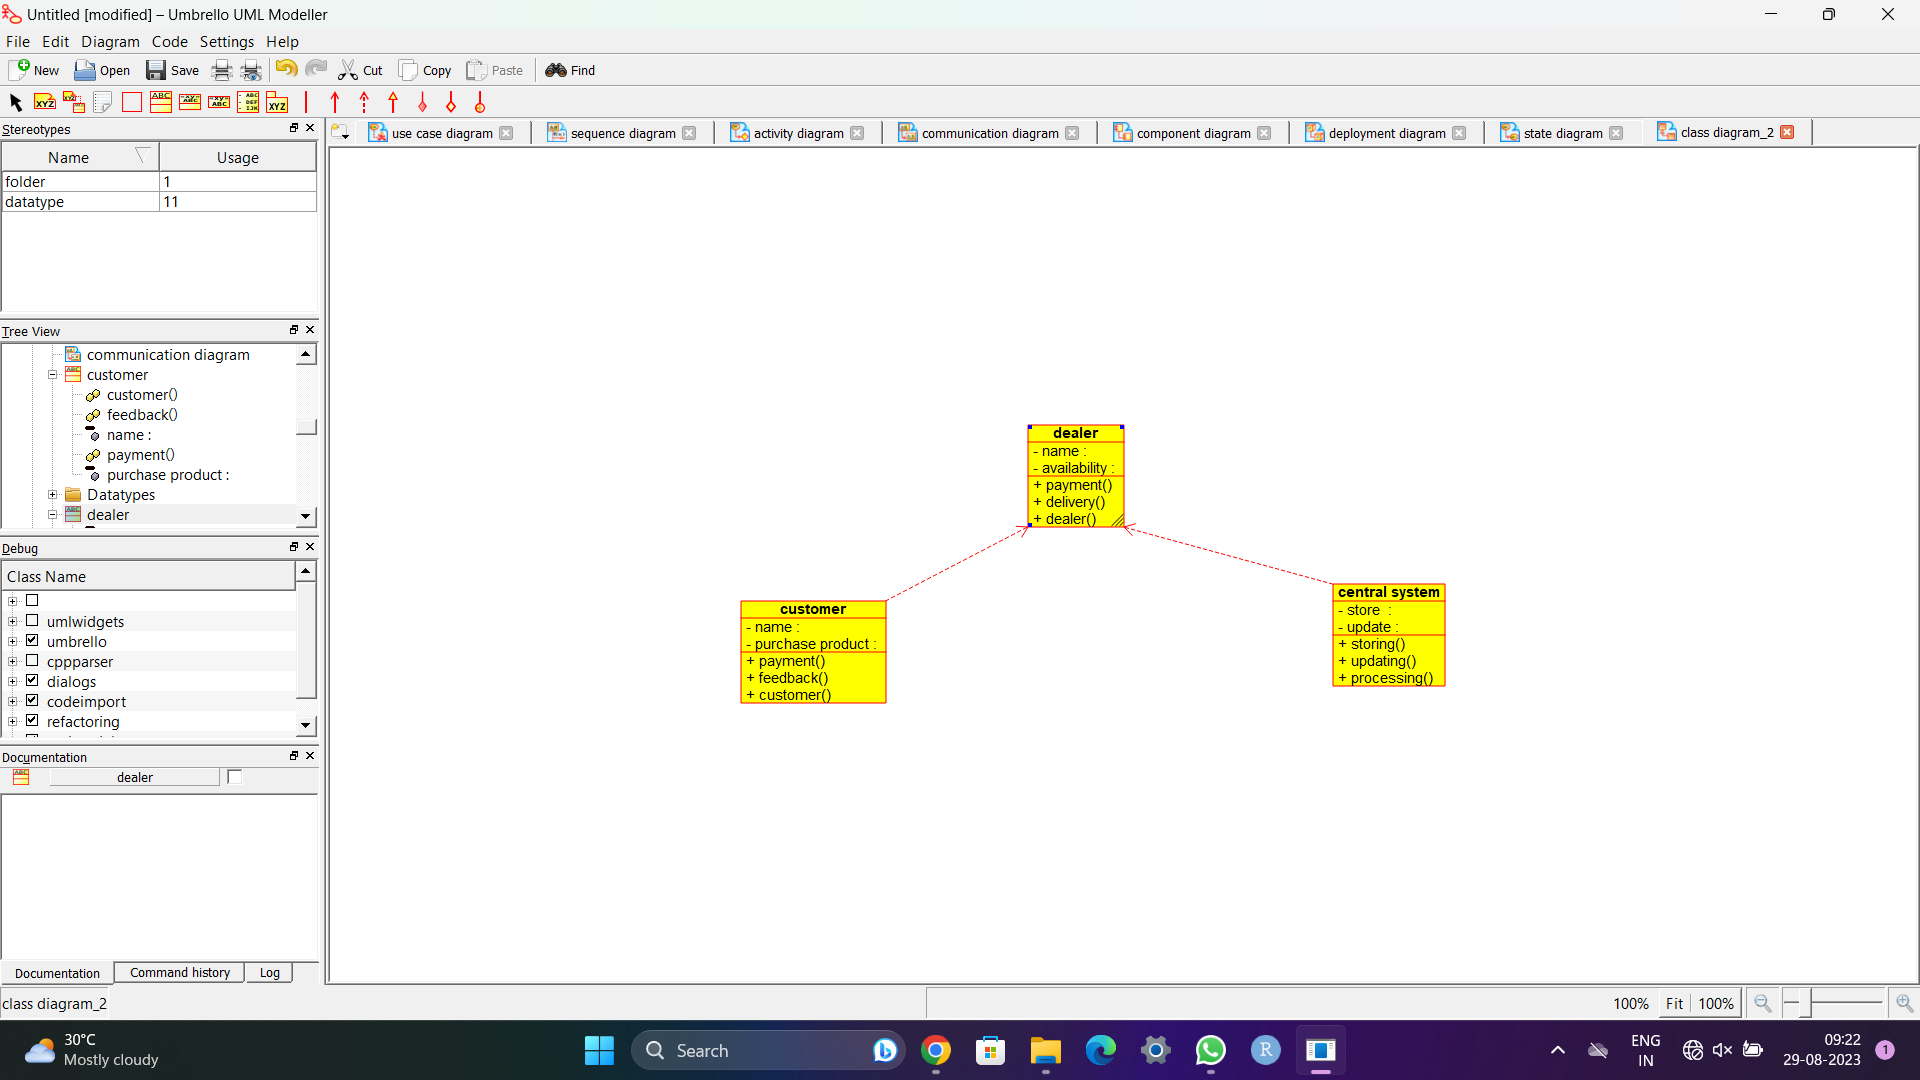 Untitled [modified] – Umbrello UML Modeller
File Edit Diagram Code Settings Help
New Open Save Cut Copy Paste Find
Stereotypes
Name Usage
folder 1
datatype 11
Tree View
communication diagram
customer
customer()
feedback()
name :
payment()
purchase product :
Datatypes
dealer
Debug
Class Name
umlwidgets
umbrello
cppparser
dialogs
codeimport
refactoring
Documentation
dealer
Documentation Command history Log
class diagram_2
use case diagram sequence diagram activity diagram communication diagram component diagram deployment diagram state diagram class diagram_2
dealer
- name :
- availability :
+ payment()
+ delivery()
+ dealer()
customer
- name :
- purchase product :
+ payment()
+ feedback()
+ customer()
central system
- store :
- update :
+ storing()
+ updating()
+ processing()
100% Fit 100%
30°C
Mostly cloudy
Search
R
ENG
IN
09:22
29-08-2023
1